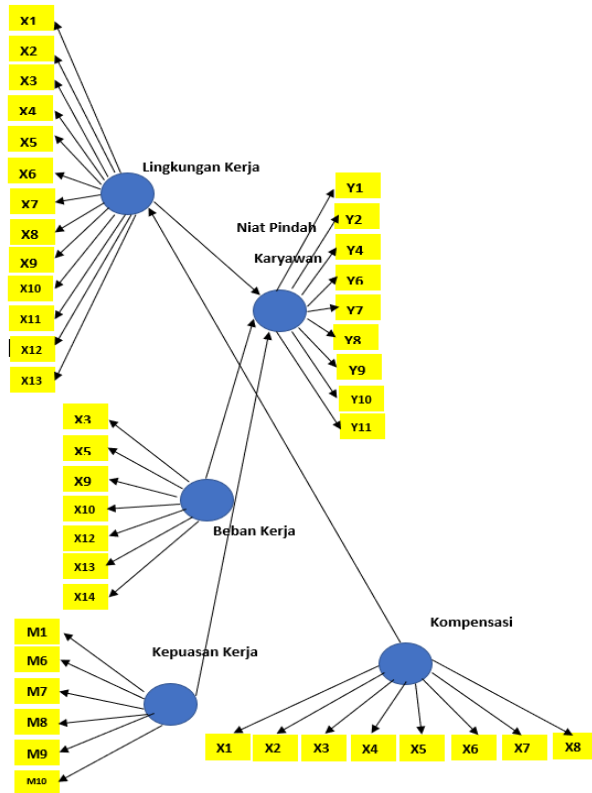 X1
X2
X3
X4
X5
X6
X7
X8
X9
X10
X11
X12
X13
Lingkungan Kerja
Niat Pindah
Karyawan
Y1
Y2
Y4
Y6
Y7
Y8
Y9
Y10
Y11
X3
X5
X9
X10
X12
X13
X14
Beban Kerja
M1
M6
M7
M8
M9
M10
Kepuasan Kerja
Kompensasi
X1 X2 X3 X4 X5 X6 X7 X8